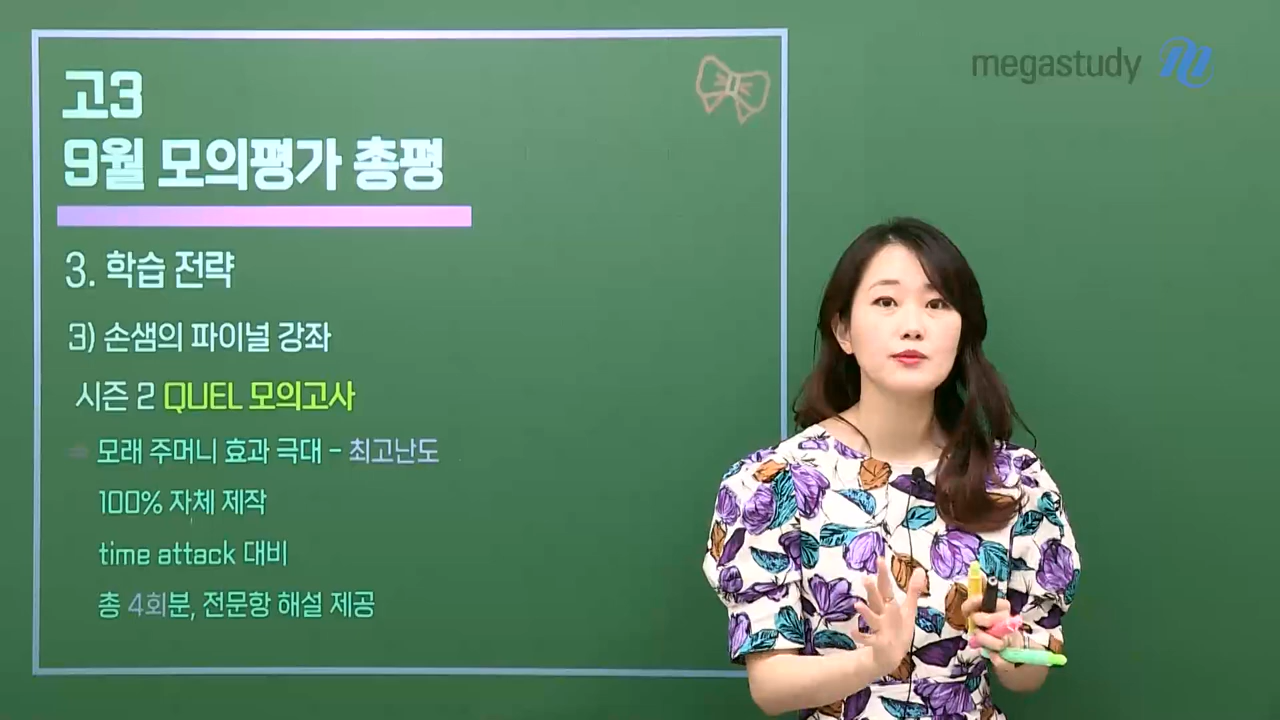 고3
9월 모의평가 총평
3. 학습 전략
3) 손샘의 파이널 강좌
시즌 2 QUEL 모의고사
모래 주머니 효과 극대 - 최고난도
100% 자체 제작
time attack 대비
총 4회분, 전문항 해설 제공
megastudy